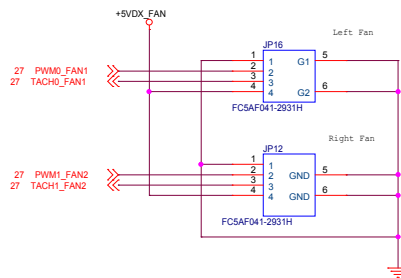 +5VDX_FAN
Left Fan
JP16
1 1 G1 5
27 PWM0_FAN1 2 2
27 TACH0_FAN1 3 3
4 4 G2 6
FC5AF041-2931H
Right Fan
JP12
1 1
27 PWM1_FAN2 2 2 GND 5
27 TACH1_FAN2 3 3
4 4 GND 6
FC5AF041-2931H